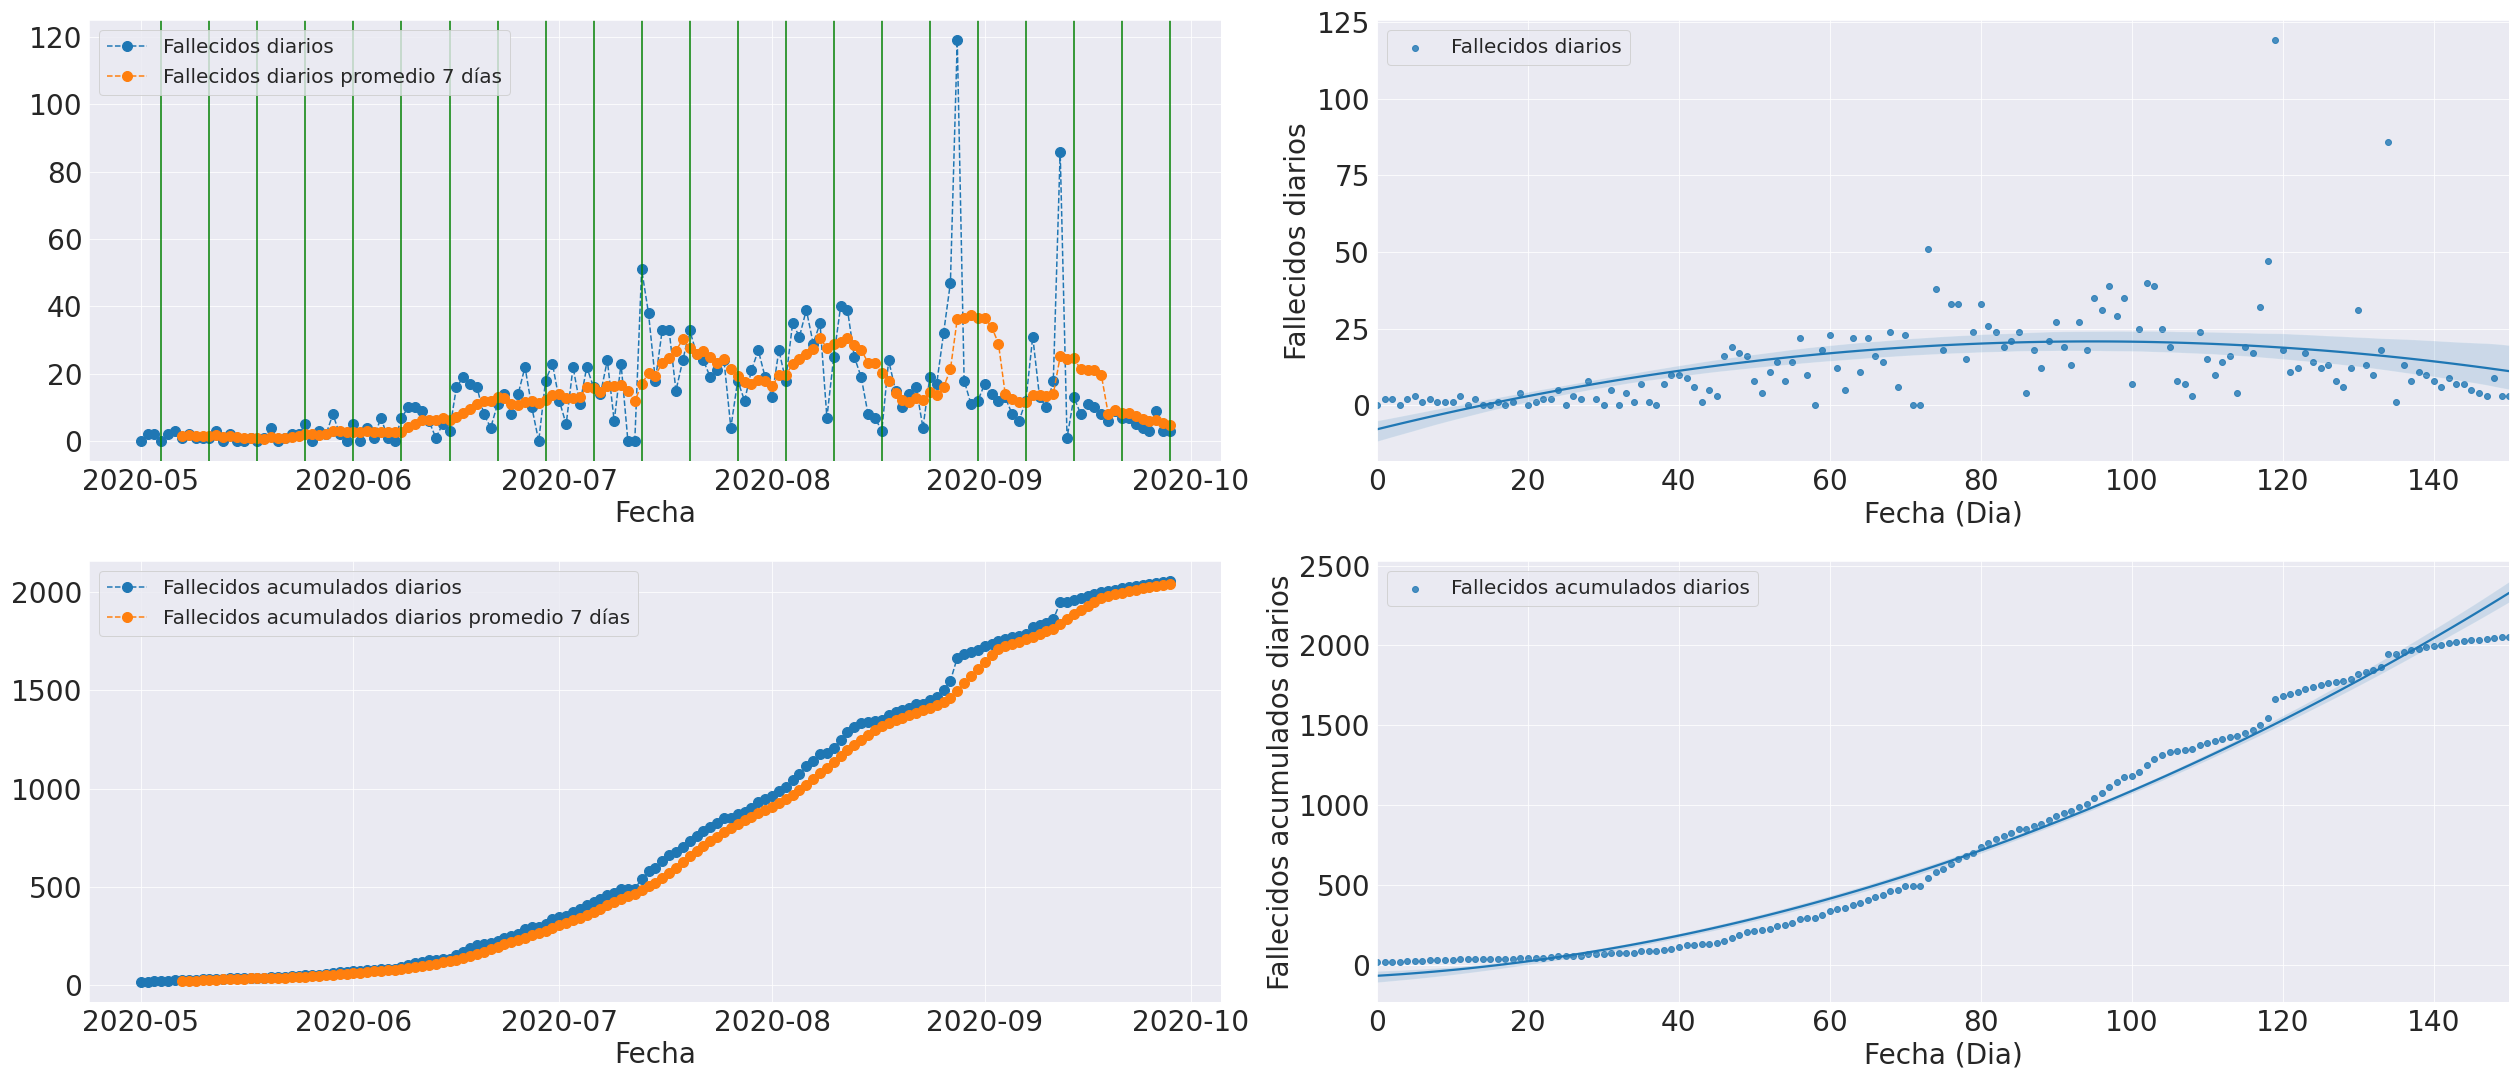 Fallecidos diarios
Fallecidos diarios promedio 7 días
120
100
80
60
40
20
0
2020-05 2020-06 2020-07 2020-08 2020-09 2020-10
Fecha
Fallecidos diarios
Fallecidos diarios
125
100
75
50
25
0
0 20 40 60 80 100 120 140
Fecha (Dia)
Fallecidos acumulados diarios
Fallecidos acumulados diarios promedio 7 días
2000
1500
1000
500
0
2020-05 2020-06 2020-07 2020-08 2020-09 2020-10
Fecha
Fallecidos acumulados diarios
Fallecidos acumulados diarios
2500
2000
1500
1000
500
0
0 20 40 60 80 100 120 140
Fecha (Dia)